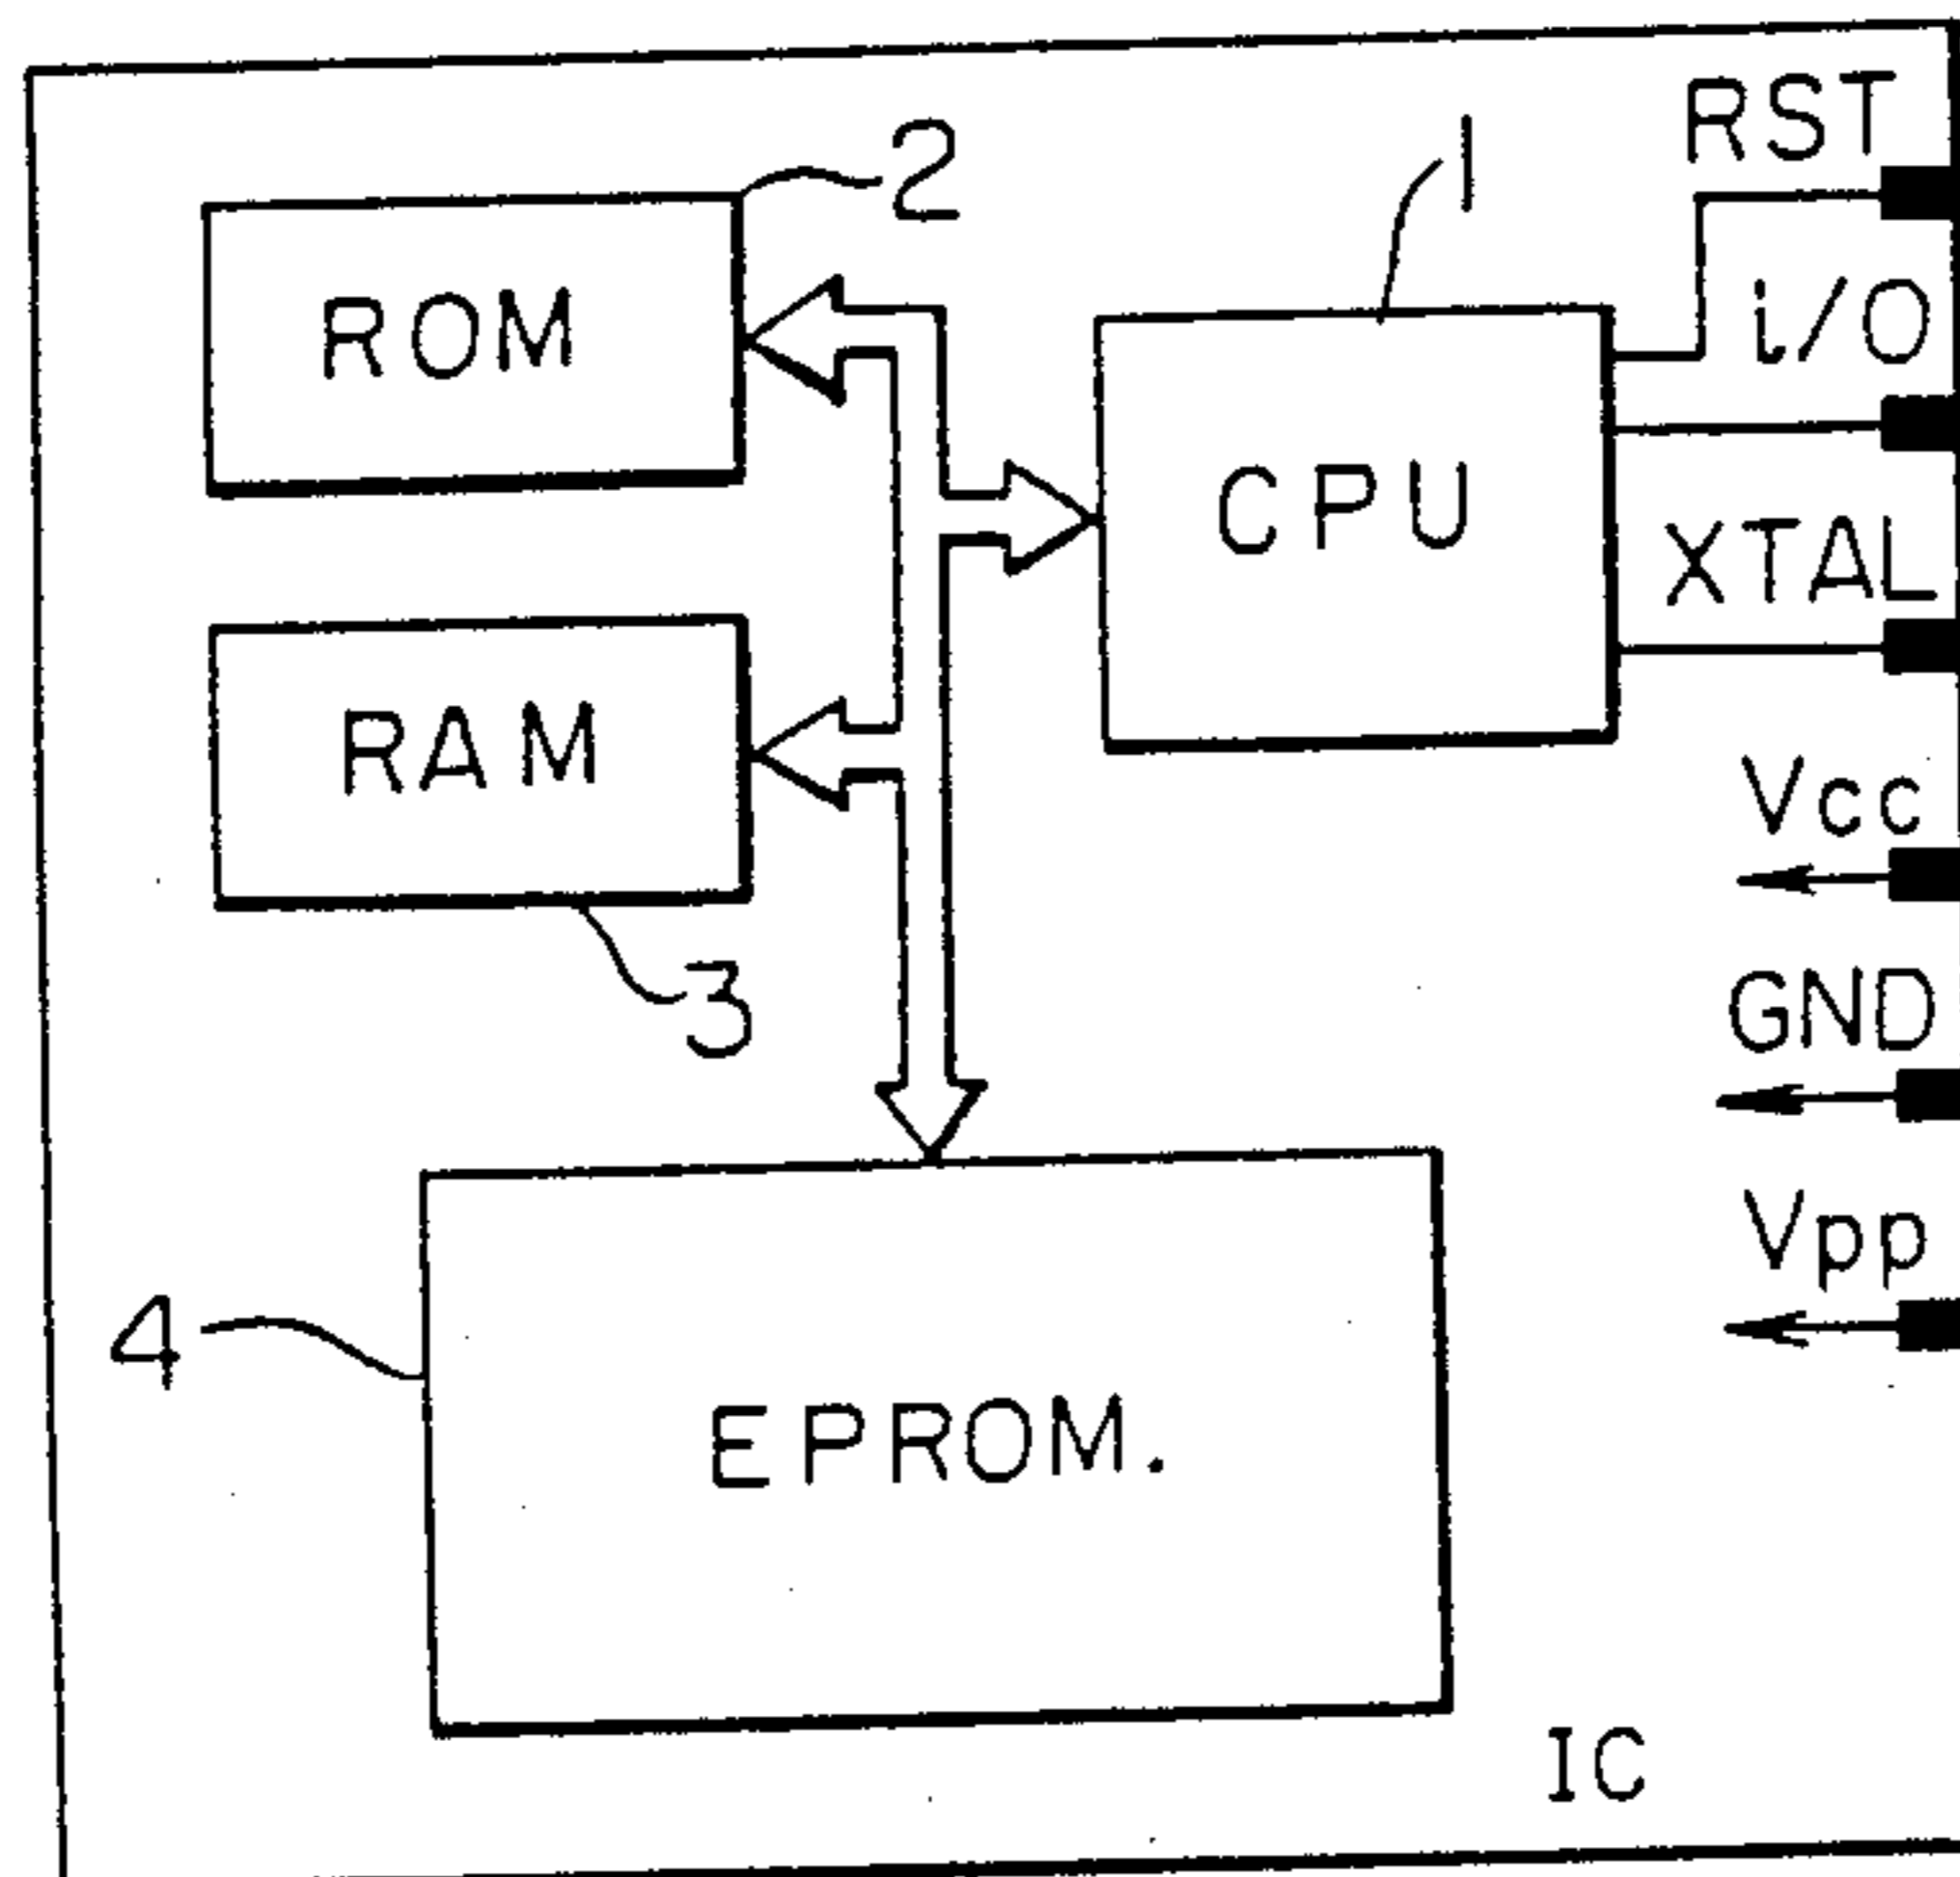 RST
2
1
ROM
i/O
CPU
XTAL
RAM
Vcc
3
GND
Vpp
4
EPROM.
IC